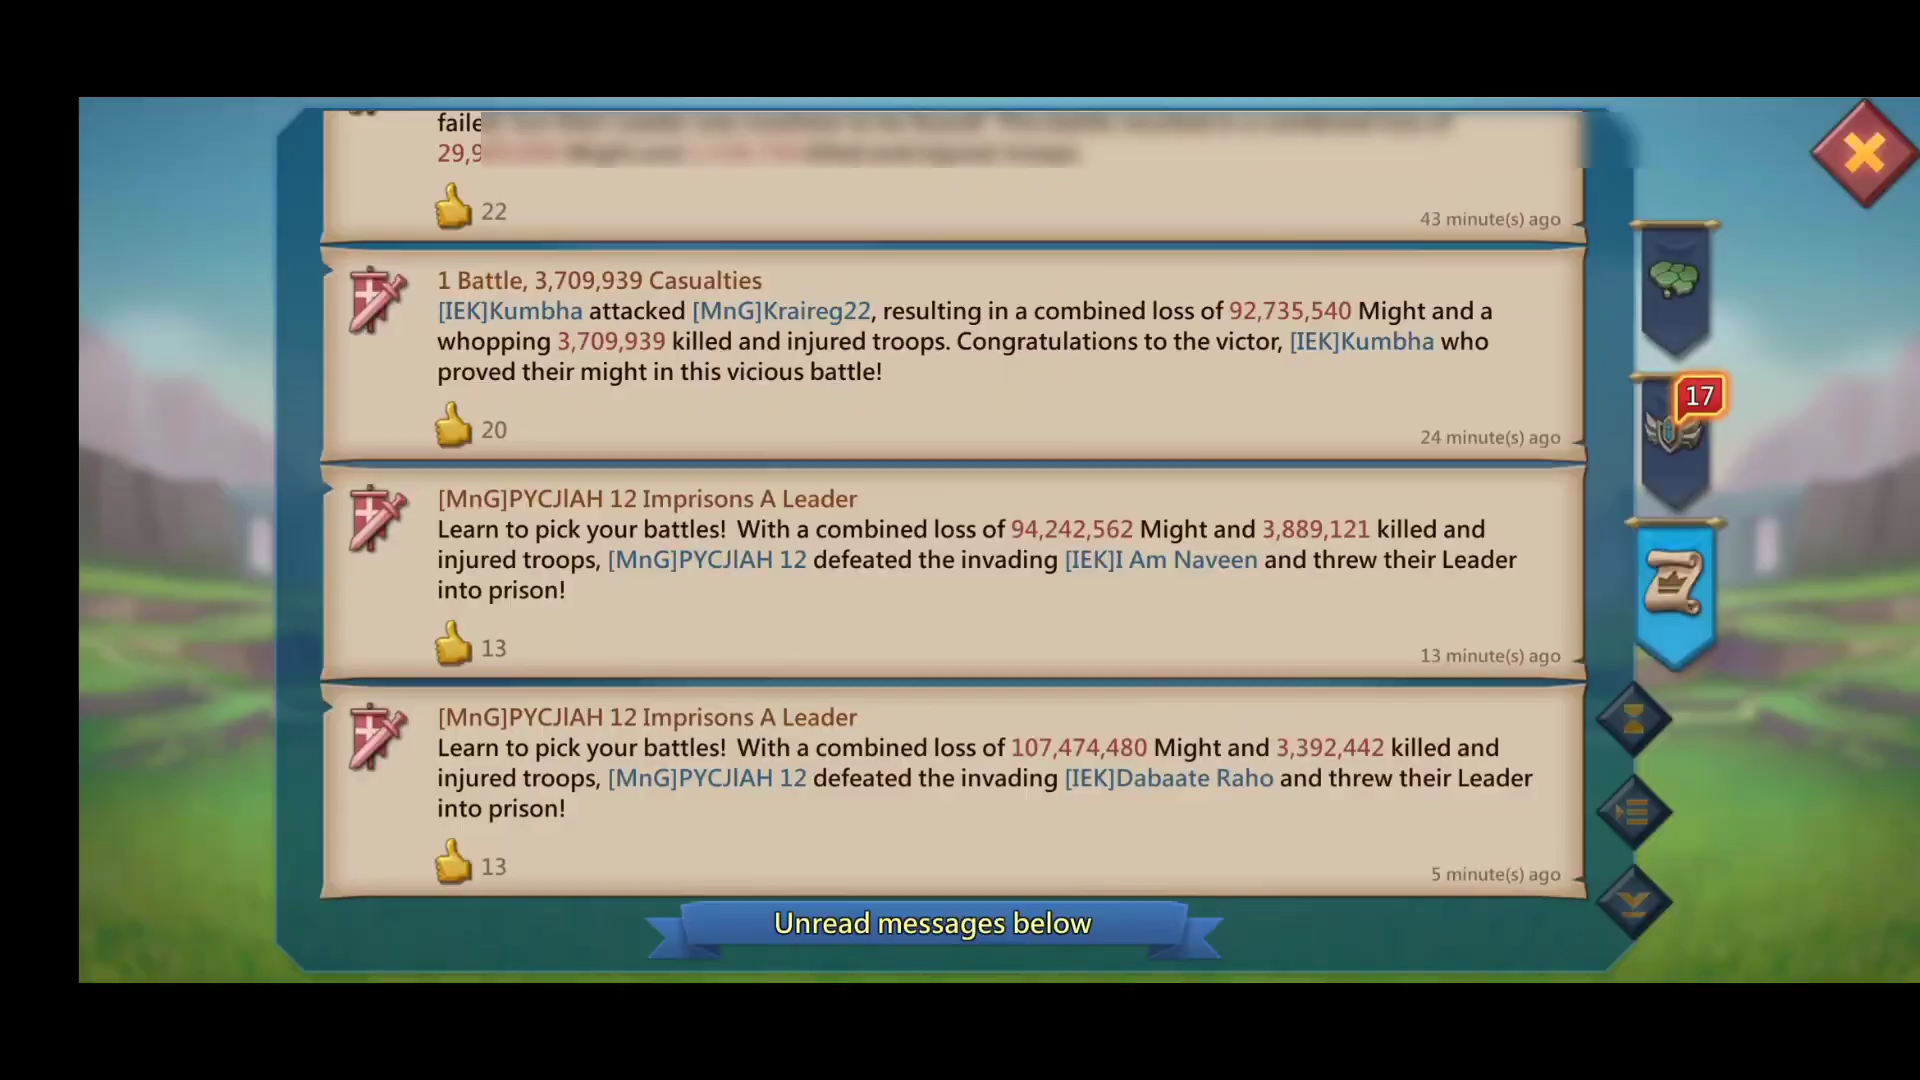 faile
29,9
22
43 minute(s) ago
1 Battle, 3,709,939 Casualties
[IEK]Kumbha attacked [MnG]Kraireg22, resulting in a combined loss of 92,735,540 Might and a
whopping 3,709,939 killed and injured troops. Congratulations to the victor, [IEK]Kumbha who
proved their might in this vicious battle!
20
24 minute(s) ago
17
[MnG]PYCJlAH 12 Imprisons A Leader
Learn to pick your battles! With a combined loss of 94,242,562 Might and 3,889,121 killed and
injured troops, [MnG]PYCJlAH 12 defeated the invading [IEK]I Am Naveen and threw their Leader
into prison!
13
13 minute(s) ago
[MnG]PYCJlAH 12 Imprisons A Leader
Learn to pick your battles! With a combined loss of 107,474,480 Might and 3,392,442 killed and
injured troops, [MnG]PYCJlAH 12 defeated the invading [IEK]Dabaate Raho and threw their Leader
into prison!
13
5 minute(s) ago
Unread messages below